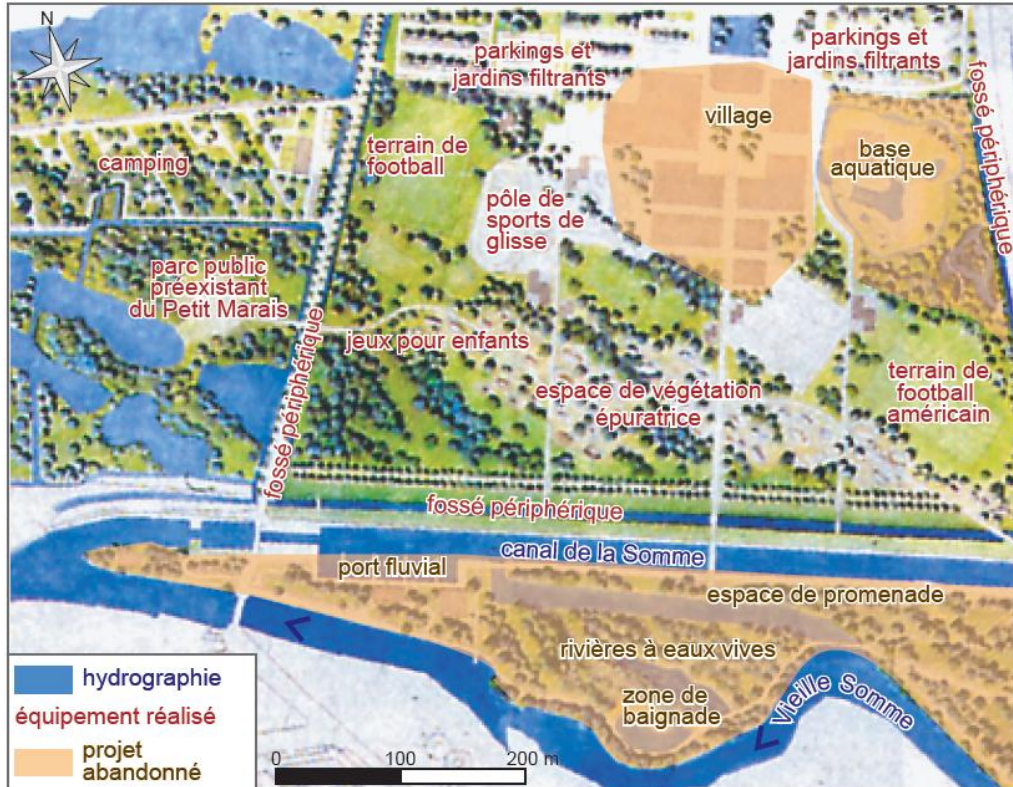 N
parkings et
jardins filtrants
parkings et
jardins filtrants
fossé périphérique
village
terrain de
football
base
aquatique
camping
pôle de
sports de
glisse
parc public
préexistant
du Petit Marais
jeux pour enfants
fossé périphérique
espace de végétation
épuratrice
terrain de
football
américain
fossé périphérique
canal de la Somme
port fluvial
espace de promenade
rivières à eaux vives
zone de
baignade
Vieille Somme
hydrographie
équipement réalisé
projet
abandonné
0 100 200 m